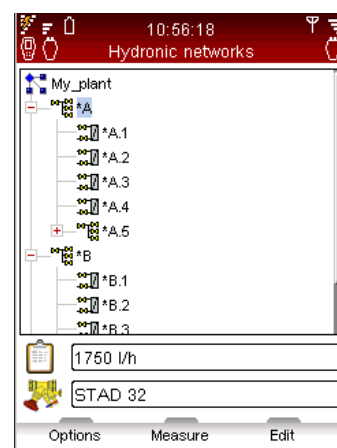 10:56:18
Hydronic networks
My_plant
*A
*A.1
*A.2
*A.3
*A.4
*A.5
*B
*B.1
*B.2
*B.3
1750 l/h
STAD 32
Options Measure Edit